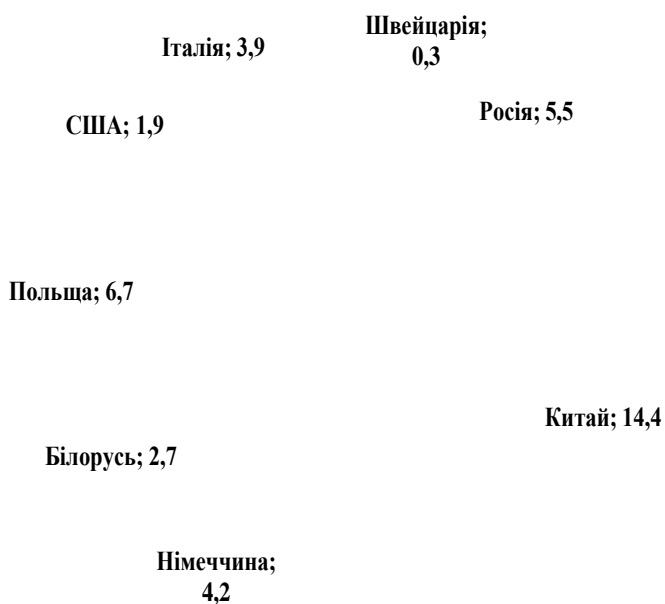 Швейцарія;
0,3
Італія; 3,9
Росія; 5,5
США; 1,9
Польща; 6,7
Китай; 14,4
Білорусь; 2,7
Німеччина;
4,2